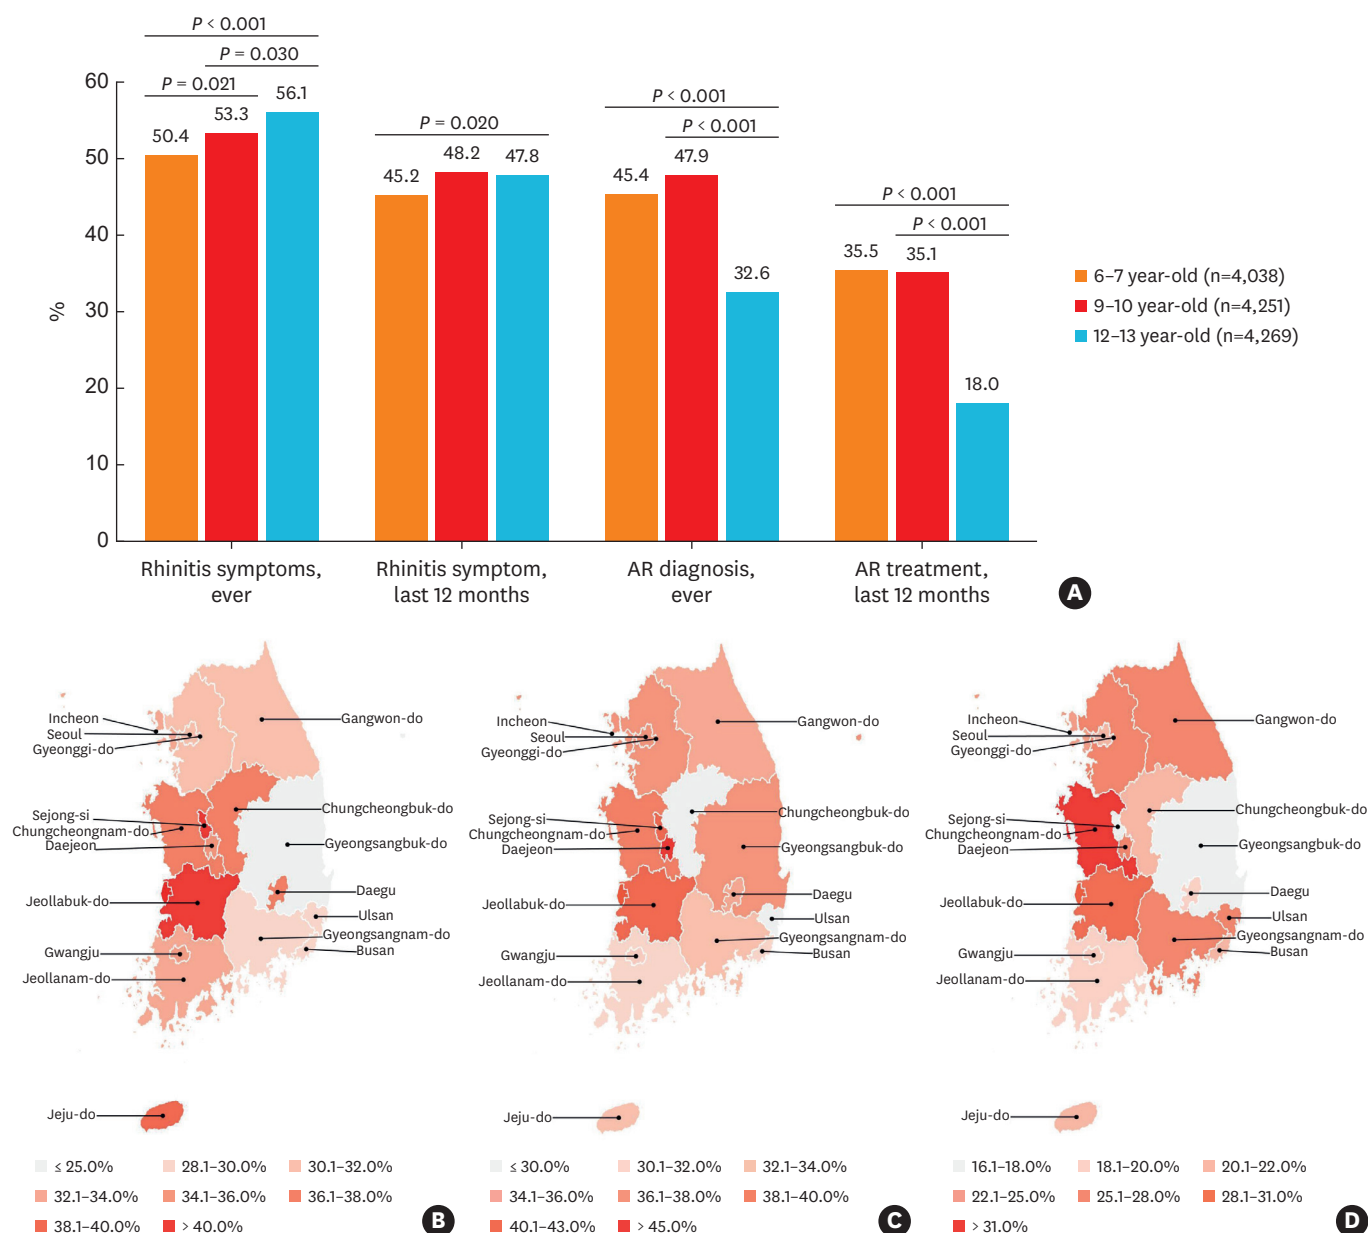 P < 0.001
P = 0.030
P = 0.021
50.4
53.3
56.1
P = 0.020
45.2
48.2
47.8
P < 0.001
P < 0.001
45.4
47.9
32.6
P < 0.001
P < 0.001
35.5
35.1
18.0
60
50
40
30
20
10
0
%
Rhinitis symptoms,
ever
Rhinitis symptom,
last 12 months
AR diagnosis,
ever
AR treatment,
last 12 months
6–7 year-old (n=4,038)
9–10 year-old (n=4,251)
12–13 year-old (n=4,269)
A
Incheon
Seoul
Gyeonggi-do
Gangwon-do
Sejong-si
Chungcheongnam-do
Daejeon
Chungcheongbuk-do
Gyeongsangbuk-do
Jeollabuk-do
Daegu
Ulsan
Gyeongsangnam-do
Busan
Gwangju
Jeollanam-do
Jeju-do
≤ 25.0%
28.1–30.0%
30.1–32.0%
32.1–34.0%
34.1–36.0%
36.1–38.0%
38.1–40.0%
> 40.0%
B
Incheon
Seoul
Gyeonggi-do
Gangwon-do
Sejong-si
Chungcheongnam-do
Daejeon
Chungcheongbuk-do
Gyeongsangbuk-do
Jeollabuk-do
Daegu
Ulsan
Gyeongsangnam-do
Busan
Gwangju
Jeollanam-do
Jeju-do
≤ 30.0%
30.1–32.0%
32.1–34.0%
34.1–36.0%
36.1–38.0%
38.1–40.0%
40.1–43.0%
> 45.0%
C
Incheon
Seoul
Gyeonggi-do
Gangwon-do
Sejong-si
Chungcheongnam-do
Daejeon
Chungcheongbuk-do
Gyeongsangbuk-do
Jeollabuk-do
Daegu
Ulsan
Gyeongsangnam-do
Busan
Gwangju
Jeollanam-do
Jeju-do
16.1–18.0%
18.1–20.0%
20.1–22.0%
22.1–25.0%
25.1–28.0%
28.1–31.0%
> 31.0%
D